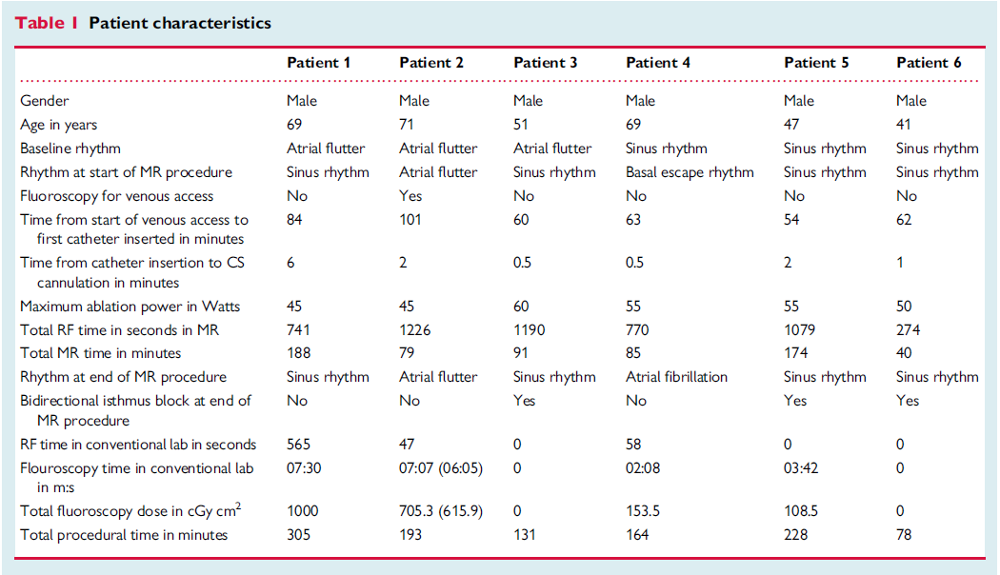 Table 1 Patient characteristics
Patient 1 Patient 2 Patient 3 Patient 4 Patient 5 Patient 6
Gender Male Male Male Male Male Male
Age in years 69 71 51 69 47 41
Baseline rhythm Atrial flutter Atrial flutter Atrial flutter Sinus rhythm Sinus rhythm Sinus rhythm
Rhythm at start of MR procedure Sinus rhythm Atrial flutter Sinus rhythm Basal escape rhythm Sinus rhythm Sinus rhythm
Fluoroscopy for venous access No Yes No No No No
Time from start of venous access to 84 101 60 63 54 62
first catheter inserted in minutes
Time from catheter insertion to CS 6 2 0.5 0.5 2 1
cannulation in minutes
Maximum ablation power in Watts 45 45 60 55 55 50
Total RF time in seconds in MR 741 1226 1190 770 1079 274
Total MR time in minutes 188 79 91 85 174 40
Rhythm at end of MR procedure Sinus rhythm Atrial flutter Sinus rhythm Atrial fibrillation Sinus rhythm Sinus rhythm
Bidirectional isthmus block at end of No No Yes No Yes Yes
MR procedure
RF time in conventional lab in seconds 565 47 0 58 0 0
Flouroscopy time in conventional lab 07:30 07:07 (06:05) 0 02:08 03:42 0
in m:s
Total fluoroscopy dose in cGy cm² 1000 705.3 (615.9) 0 153.5 108.5 0
Total procedural time in minutes 305 193 131 164 228 78